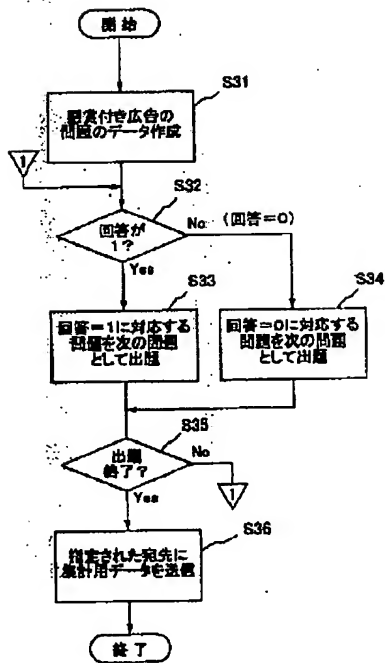 開始
S31
懸賞付き広告の
問題のデータ作成
1
S32
回答が
1?
No
(回答=0)
Yes
S33
回答=1に対応する
問題を次の問題
として出題
S34
回答=0に対応する
問題を次の問題
として出題
S35
出題
終了?
No
1
Yes
S36
指定された宛先に
集計用データを送信
終了